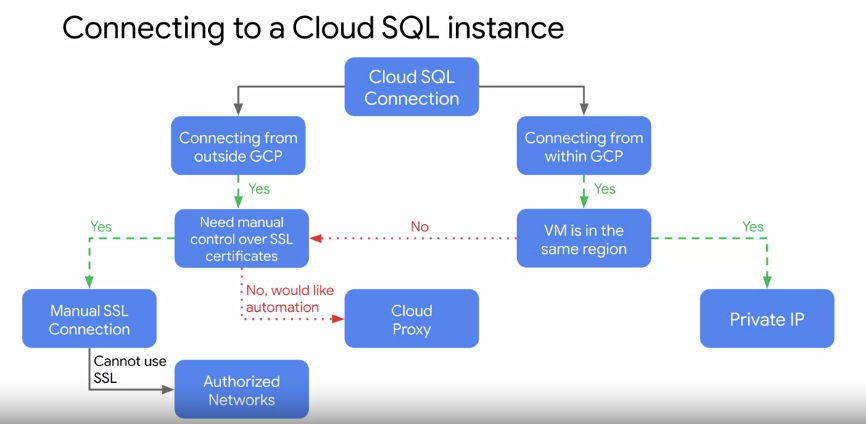 Connecting to a Cloud SQL instance
Cloud SQL
Connection
Connecting from
outside GCP
Connecting from
within GCP
Yes
Yes
Yes
Need manual
control over SSL
certificates
No
VM is in the
same region
Yes
Manual SSL
Connection
No, would like
automation
Cloud
Proxy
Private IP
Cannot use
SSL
Authorized
Networks